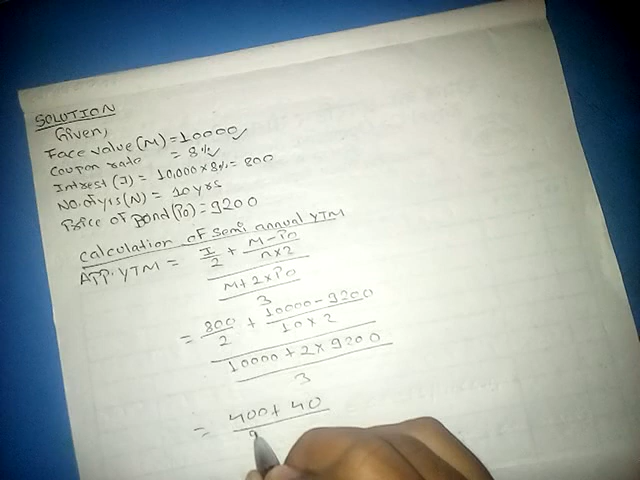 SOLUTION
Given,
Face value (M) = 10000
Coupon rate = 8%
Intrest (I) = 10,000 × 8% = 800
No. of yrs (N) = 10 yrs
Price of Bond (P0) = 9200
Calculation of semi annual YTM
APP. YTM = I/2 + M - P0 / n × 2
M + 2 × P0
3
= 800/2 + 10000 - 9200 / 10 × 2
10000 + 2 × 9200
3
= 400 + 40
9